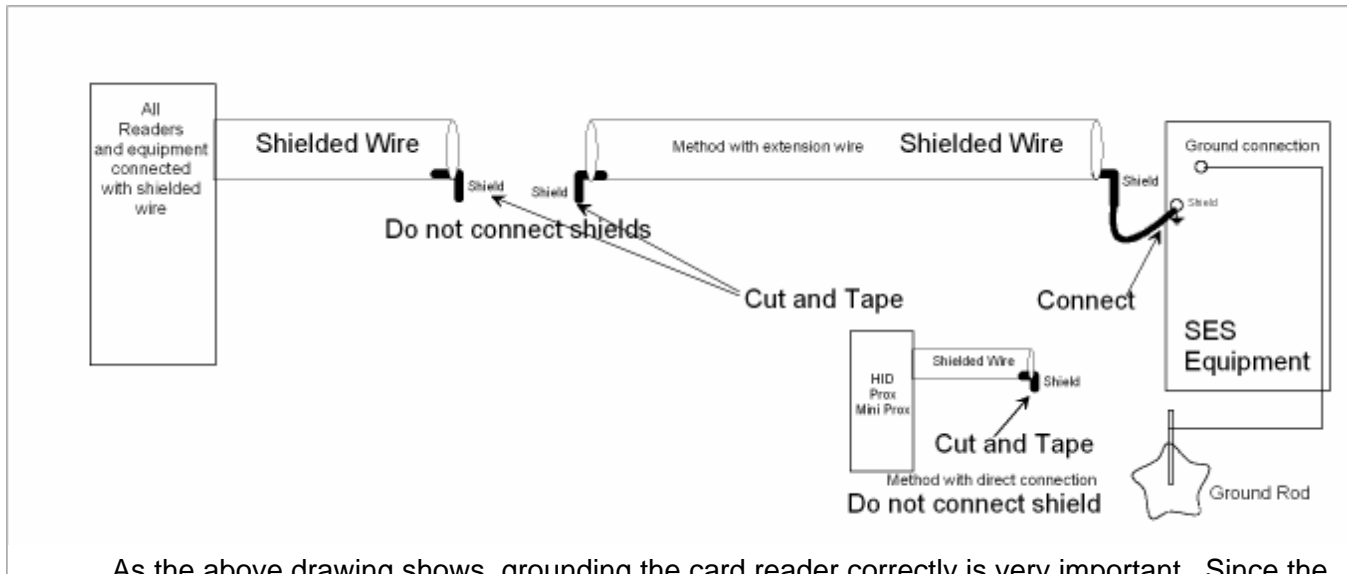 All
Readers
and equipment
connected
with shielded
wire
Shielded Wire
Shield
Do not connect shields
Shield
Method with extension wire
Shielded Wire
Shield
Cut and Tape
Connect
Ground connection
Shield
SES
Equipment
Ground Rod
HID
Prox
Mini Prox
Shielded Wire
Shield
Cut and Tape
Method with direct connection
Do not connect shield
As the above drawing shows, grounding the card reader correctly is very important. Since the